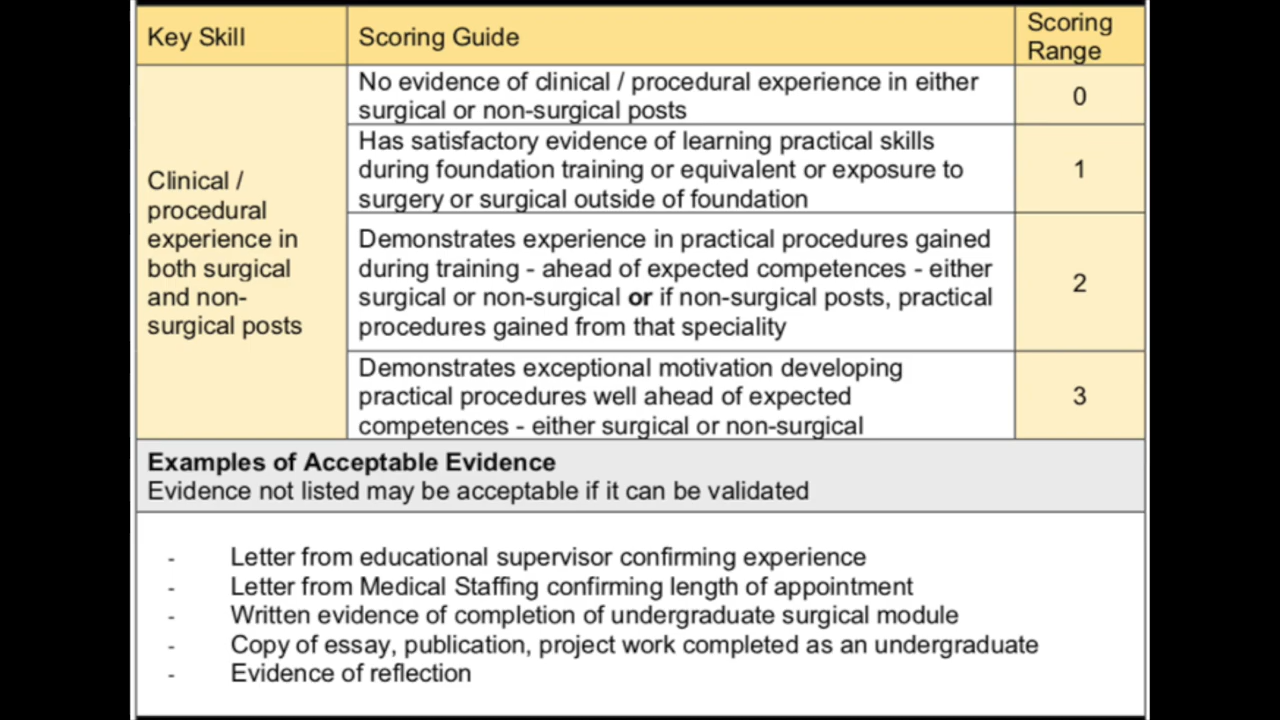 Key Skill
Scoring Guide
Scoring
Range
Clinical /
procedural
experience in
both surgical
and non-
surgical posts
No evidence of clinical / procedural experience in either
surgical or non-surgical posts
0
Has satisfactory evidence of learning practical skills
during foundation training or equivalent or exposure to
surgery or surgical outside of foundation
1
Demonstrates experience in practical procedures gained
during training - ahead of expected competences - either
surgical or non-surgical or if non-surgical posts, practical
procedures gained from that speciality
2
Demonstrates exceptional motivation developing
practical procedures well ahead of expected
competences - either surgical or non-surgical
3
Examples of Acceptable Evidence
Evidence not listed may be acceptable if it can be validated
- Letter from educational supervisor confirming experience
- Letter from Medical Staffing confirming length of appointment
- Written evidence of completion of undergraduate surgical module
- Copy of essay, publication, project work completed as an undergraduate
- Evidence of reflection